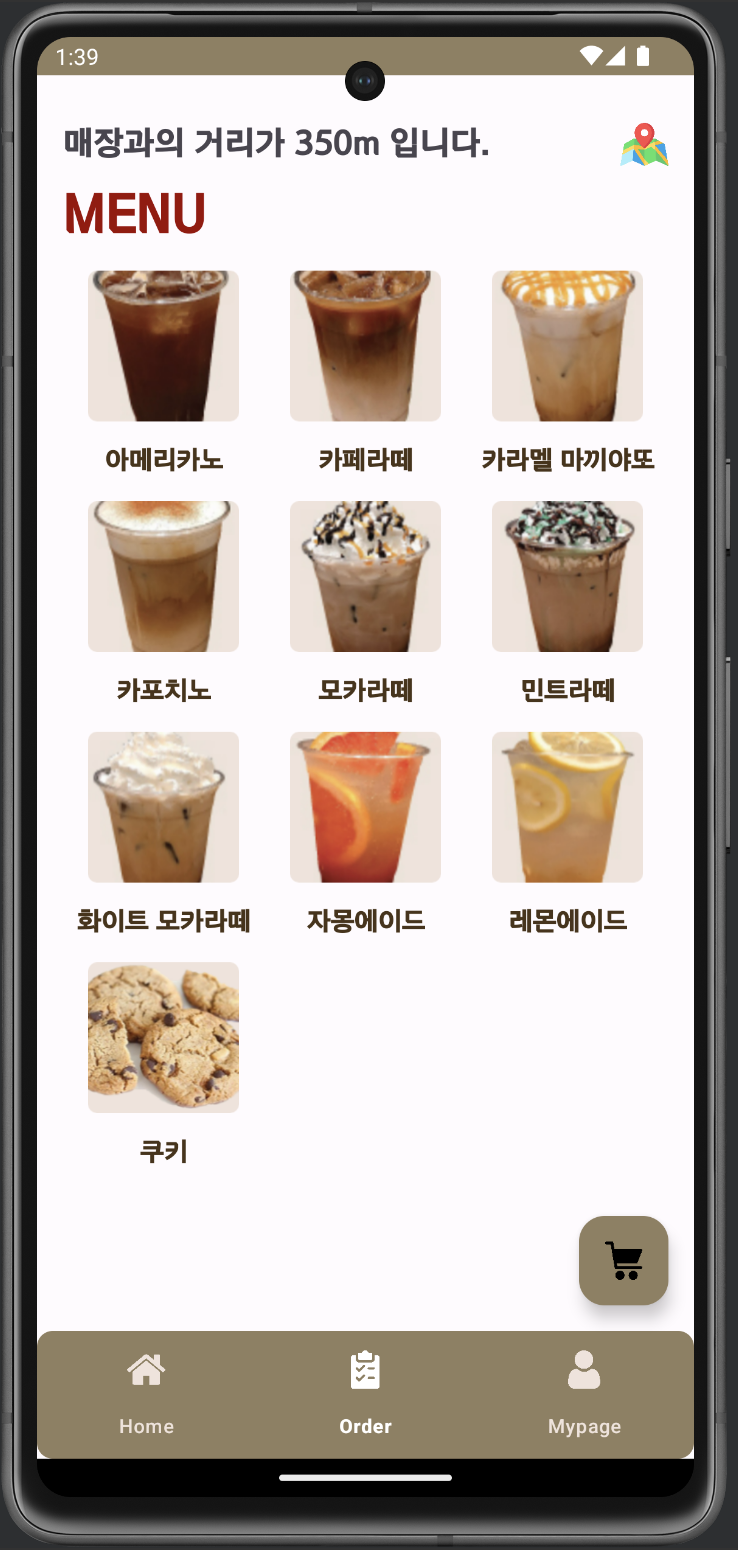 1:39
매장과의 거리가 350m 입니다.
MENU
아메리카노
카페라떼
카라멜 마끼야또
카포치노
모카라떼
민트라떼
화이트 모카라떼
자몽에이드
레몬에이드
쿠키
Home
Order
Mypage